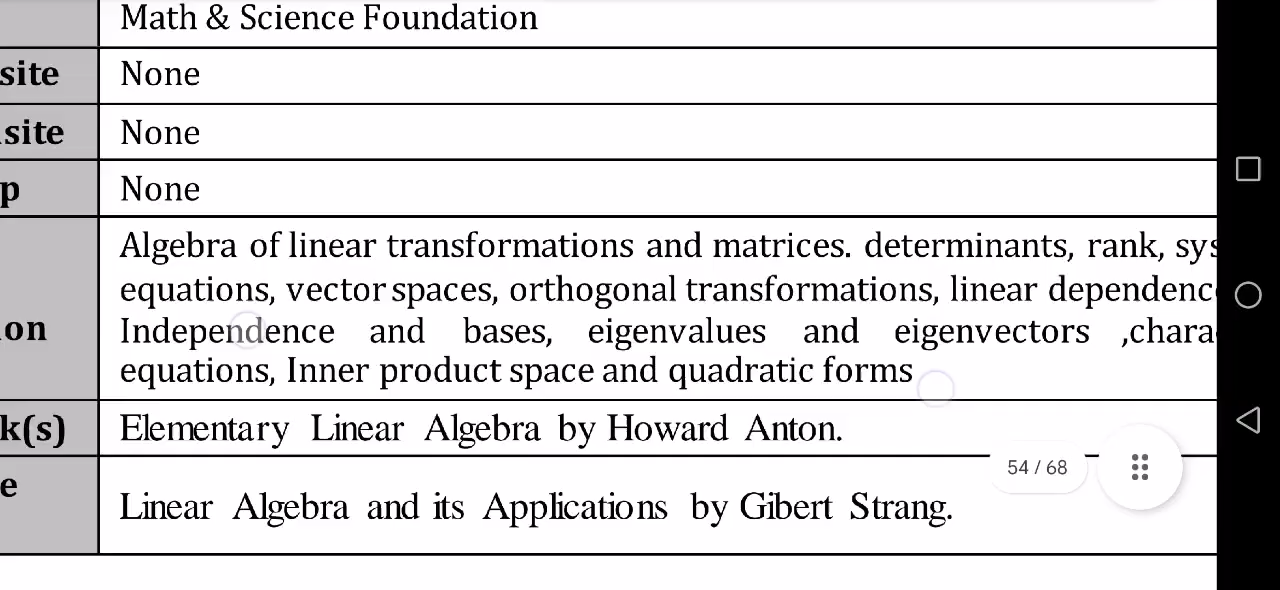 Math & Science Foundation
site None
site None
p None
Algebra of linear transformations and matrices. determinants, rank, sys
equations, vector spaces, orthogonal transformations, linear dependenc
ion Independence and bases, eigenvalues and eigenvectors ,chara
equations, Inner product space and quadratic forms
k(s) Elementary Linear Algebra by Howard Anton.
54 / 68
e
Linear Algebra and its Applications by Gibert Strang.